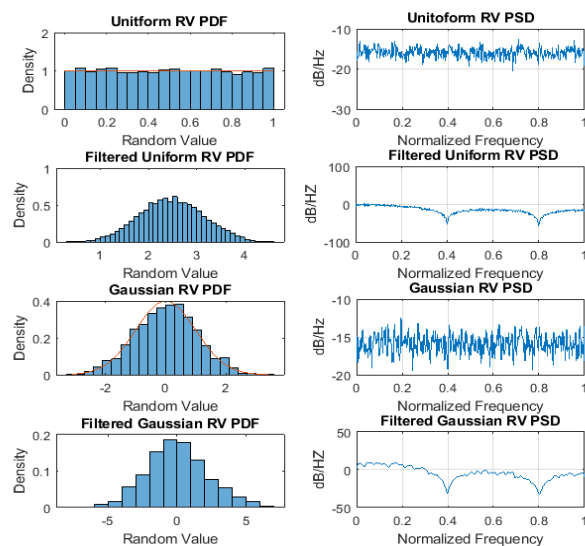 Uniform RV PDF
2
1
0
Density
0 0.2 0.4 0.6 0.8 1
Random Value
Unitoform RV PSD
-10
-20
-30
dB/Hz
0 0.2 0.4 0.6 0.8 1
Normalized Frequency
Filtered Uniform RV PDF
1
0.5
0
Density
1 2 3 4
Random Value
Filtered Uniform RV PSD
100
0
-100
dB/HZ
0 0.2 0.4 0.6 0.8 1
Normalized Frequency
Gaussian RV PDF
0.4
0.2
0
Density
-2 0 2
Random Value
Gaussian RV PSD
-10
-15
-20
dB/HZ
0 0.2 0.4 0.6 0.8 1
Normalized Frequency
Filtered Gaussian RV PDF
0.2
0.1
0
Density
-5 0 5
Random Value
Filtered Gaussian RV PSD
50
0
-50
dB/HZ
0 0.2 0.4 0.6 0.8 1
Normalized Frequency